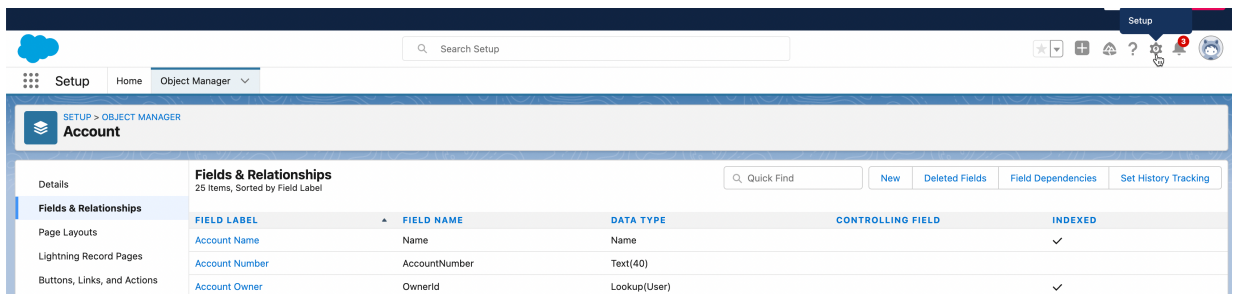 Setup
Search Setup
3
Setup Home Object Manager
SETUP > OBJECT MANAGER
Account
Details
Fields & Relationships
Page Layouts
Lightning Record Pages
Buttons, Links, and Actions
Fields & Relationships
25 Items, Sorted by Field Label
Quick Find New Deleted Fields Field Dependencies Set History Tracking
FIELD LABEL FIELD NAME DATA TYPE CONTROLLING FIELD INDEXED
Account Name Name Name
Account Number AccountNumber Text(40)
Account Owner OwnerId Lookup(User)